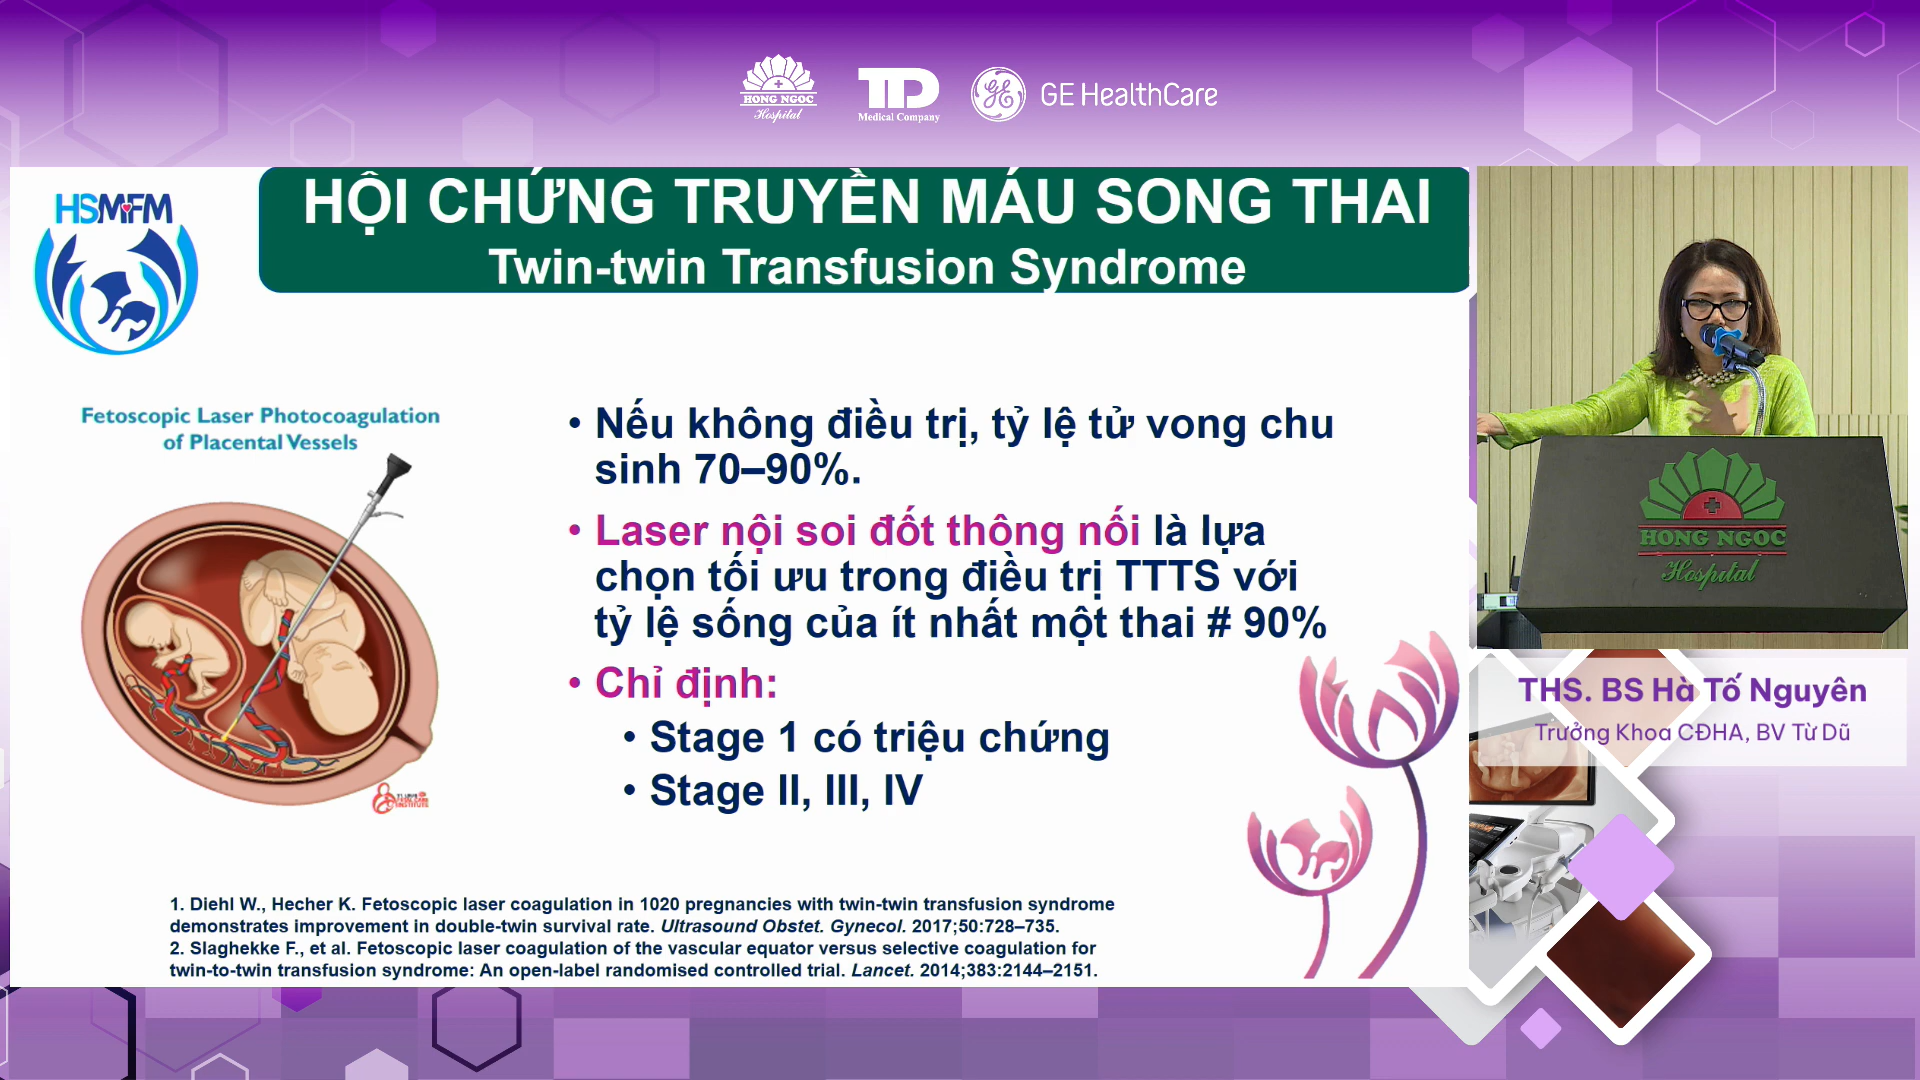 HONG NGOC
Hospital
TD
Medical Company
GE HealthCare
HSMFM
HỘI CHỨNG TRUYỀN MÁU SONG THAI
Twin-twin Transfusion Syndrome
Fetoscopic Laser Photocoagulation
of Placental Vessels
• Nếu không điều trị, tỷ lệ tử vong chu
sinh 70–90%.
• Laser nội soi đốt thông nối là lựa
chọn tối ưu trong điều trị TTTS với
tỷ lệ sống của ít nhất một thai # 90%
• Chỉ định:
• Stage 1 có triệu chứng
• Stage II, III, IV
1. Diehl W., Hecher K. Fetoscopic laser coagulation in 1020 pregnancies with twin-twin transfusion syndrome
demonstrates improvement in double-twin survival rate. Ultrasound Obstet. Gynecol. 2017;50:728–735.
2. Slaghekke F., et al. Fetoscopic laser coagulation of the vascular equator versus selective coagulation for
twin-to-twin transfusion syndrome: An open-label randomised controlled trial. Lancet. 2014;383:2144–2151.
HONG NGOC
Hospital
THS. BS Hà Tố Nguyên
Trưởng Khoa CĐHA, BV Từ Dũ